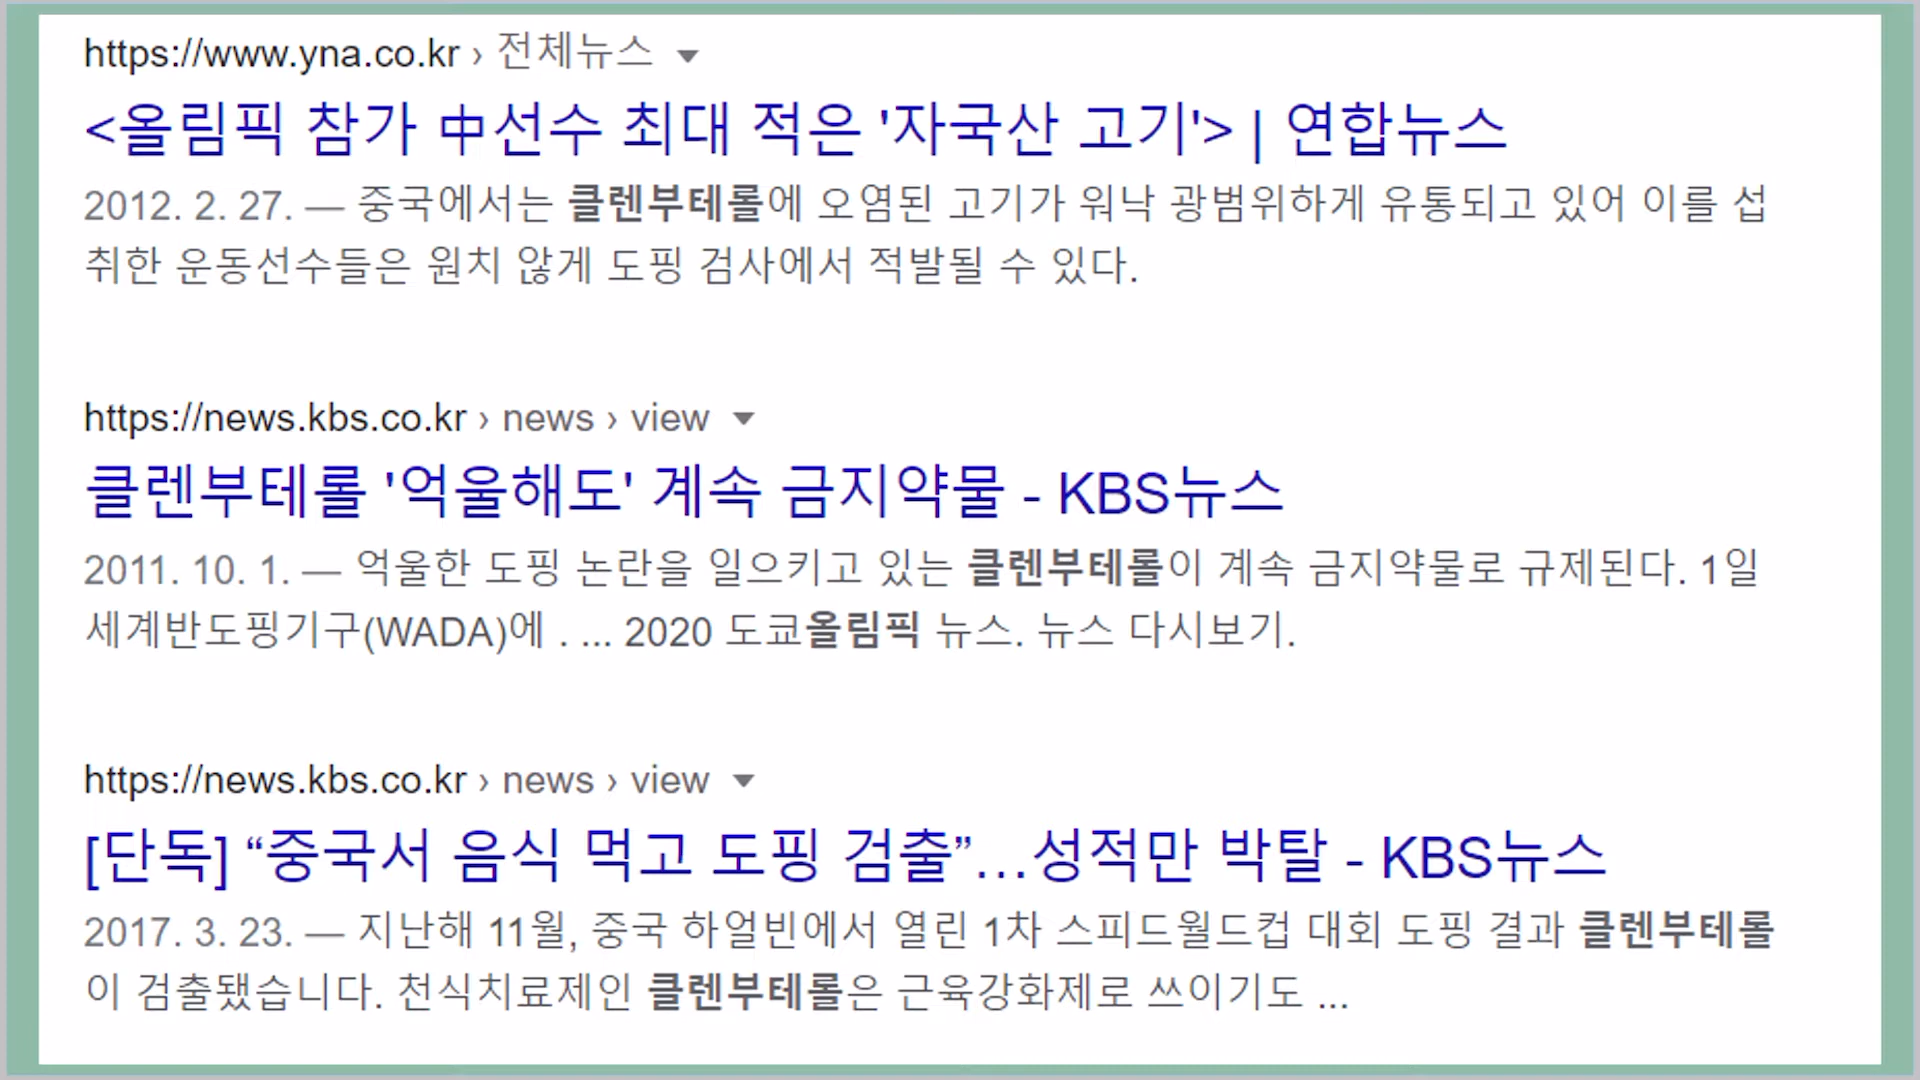 https://www.yna.co.kr › 전체뉴스
<올림픽 참가 中선수 최대 적은 '자국산 고기'> | 연합뉴스
2012. 2. 27. — 중국에서는 클렌부테롤에 오염된 고기가 워낙 광범위하게 유통되고 있어 이를 섭
취한 운동선수들은 원치 않게 도핑 검사에서 적발될 수 있다.
https://news.kbs.co.kr › news › view
클렌부테롤 '억울해도' 계속 금지약물 - KBS뉴스
2011. 10. 1. — 억울한 도핑 논란을 일으키고 있는 클렌부테롤이 계속 금지약물로 규제된다. 1일
세계반도핑기구(WADA)에 . ... 2020 도쿄올림픽 뉴스. 뉴스 다시보기.
https://news.kbs.co.kr › news › view
[단독] “중국서 음식 먹고 도핑 검출”…성적만 박탈 - KBS뉴스
2017. 3. 23. — 지난해 11월, 중국 하얼빈에서 열린 1차 스피드월드컵 대회 도핑 결과 클렌부테롤
이 검출됐습니다. 천식치료제인 클렌부테롤은 근육강화제로 쓰이기도 ...